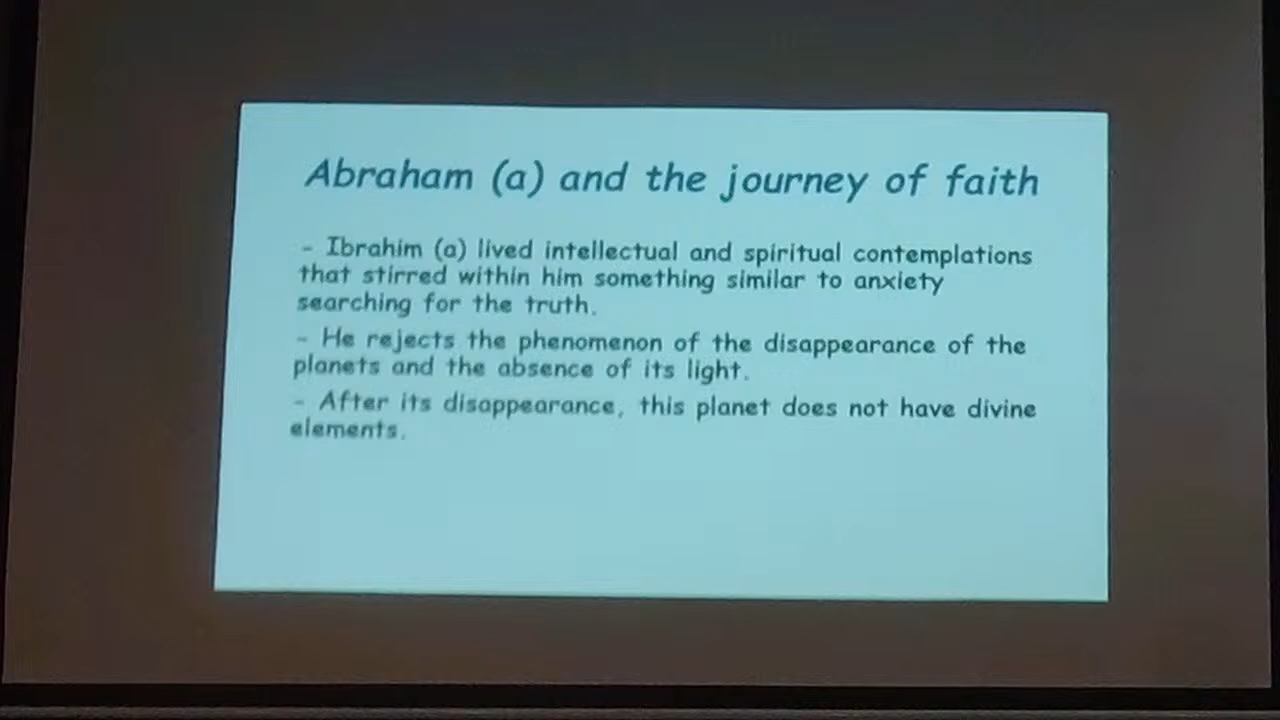 Abraham (a) and the journey of faith
- Ibrahim (a) lived intellectual and spiritual contemplations
that stirred within him something similar to anxiety
searching for the truth.
- He rejects the phenomenon of the disappearance of the
planets and the absence of its light.
- After its disappearance, this planet does not have divine
elements.